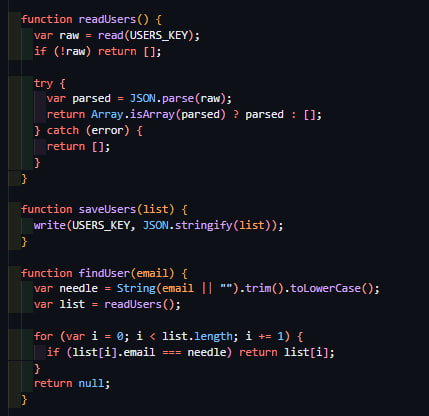 function readUsers() {
  var raw = read(USERS_KEY);
  if (!raw) return [];

  try {
    var parsed = JSON.parse(raw);
    return Array.isArray(parsed) ? parsed : [];
  } catch (error) {
    return [];
  }
}

function saveUsers(list) {
  write(USERS_KEY, JSON.stringify(list));
}

function findUser(email) {
  var needle = String(email || "").trim().toLowerCase();
  var list = readUsers();

  for (var i = 0; i < list.length; i += 1) {
    if (list[i].email === needle) return list[i];
  }
  return null;
}